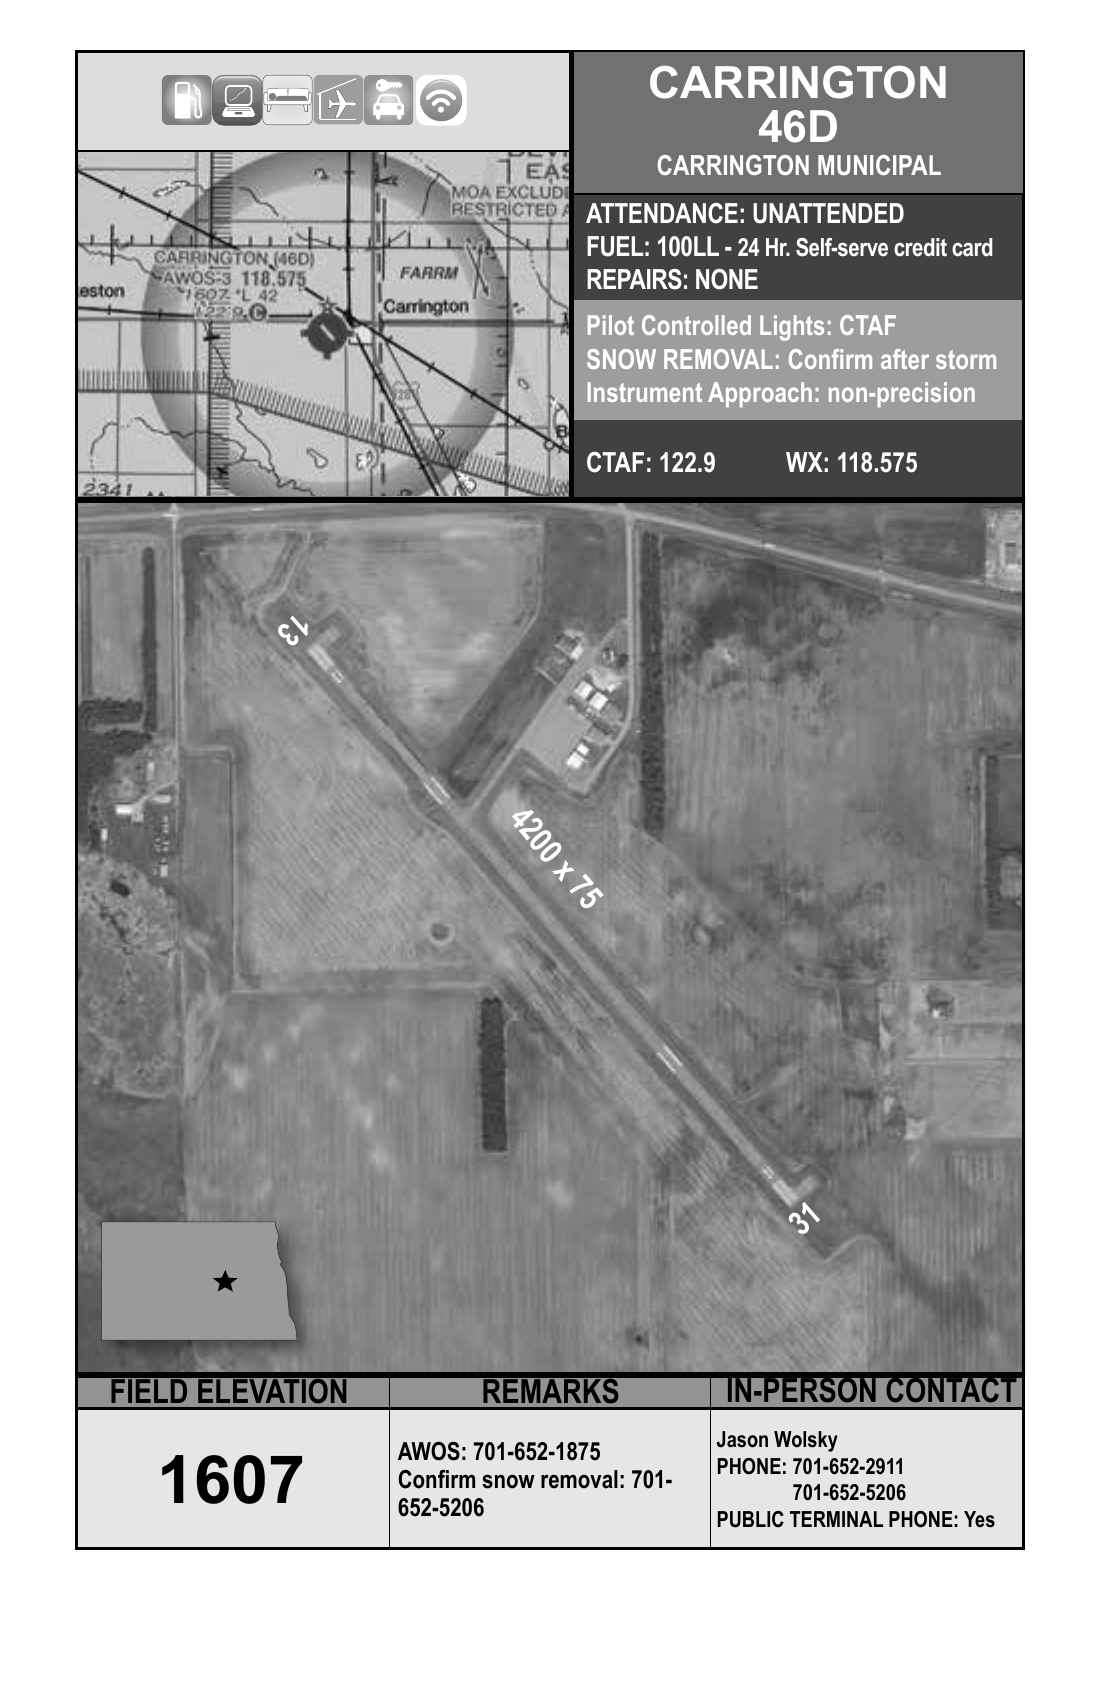 CARRINGTON
46D
CARRINGTON MUNICIPAL
ATTENDANCE: UNATTENDED
FUEL: 100LL - 24 Hr. Self-serve credit card
REPAIRS: NONE
Pilot Controlled Lights: CTAF
SNOW REMOVAL: Confirm after storm
Instrument Approach: non-precision
CTAF: 122.9 WX: 118.575
EAS
MOA EXCLUD
RESTRICTED A
CARRINGTON (46D)
AWOS-3 118.575
1607 *L 42
122.9 C
FARRM
eston
Carrington
281
2341
13
4200 x 75
31
FIELD ELEVATION
1607
REMARKS
AWOS: 701-652-1875
Confirm snow removal: 701-
652-5206
IN-PERSON CONTACT
Jason Wolsky
PHONE: 701-652-2911
701-652-5206
PUBLIC TERMINAL PHONE: Yes